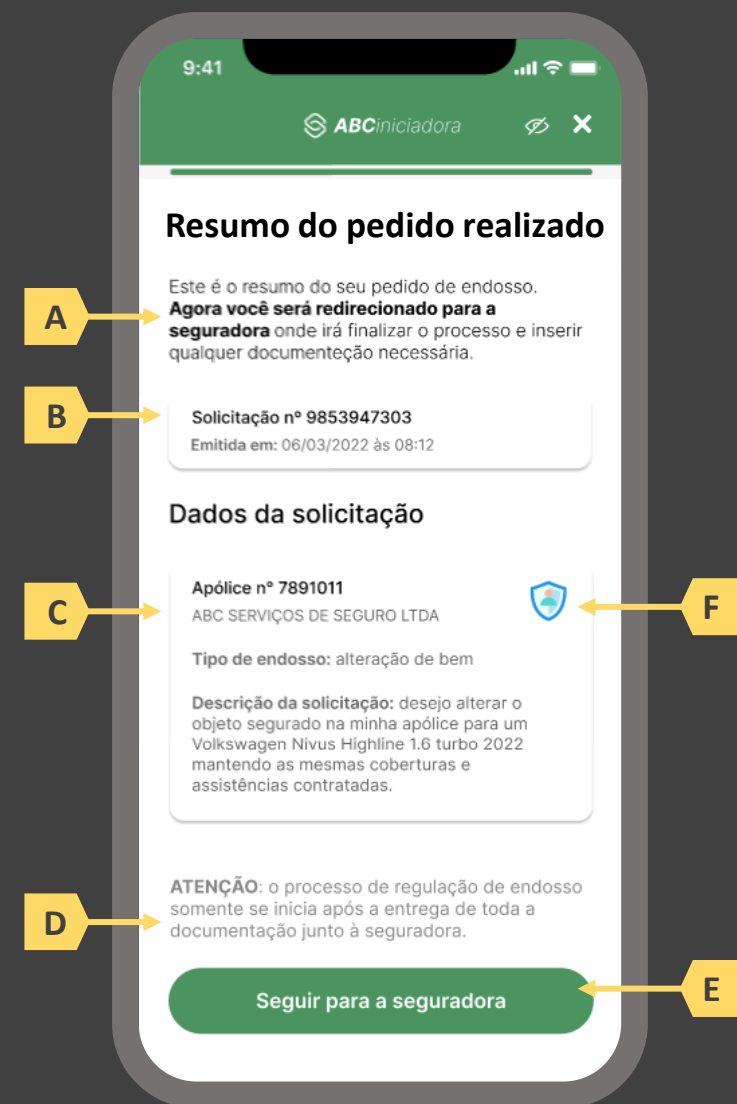 9:41
ABCiniciadora
Resumo do pedido realizado
Este é o resumo do seu pedido de endosso.
Agora você será redirecionado para a
seguradora onde irá finalizar o processo e inserir
qualquer documenteção necessária.
A
B
Solicitação nº 9853947303
Emitida em: 06/03/2022 às 08:12
Dados da solicitação
Apólice nº 7891011
ABC SERVIÇOS DE SEGURO LTDA
C
F
Tipo de endosso: alteração de bem
Descrição da solicitação: desejo alterar o
objeto segurado na minha apólice para um
Volkswagen Nivus Highline 1.6 turbo 2022
mantendo as mesmas coberturas e
assistências contratadas.
ATENÇÃO: o processo de regulação de endosso
somente se inicia após a entrega de toda a
documentação junto à seguradora.
D
Seguir para a seguradora
E